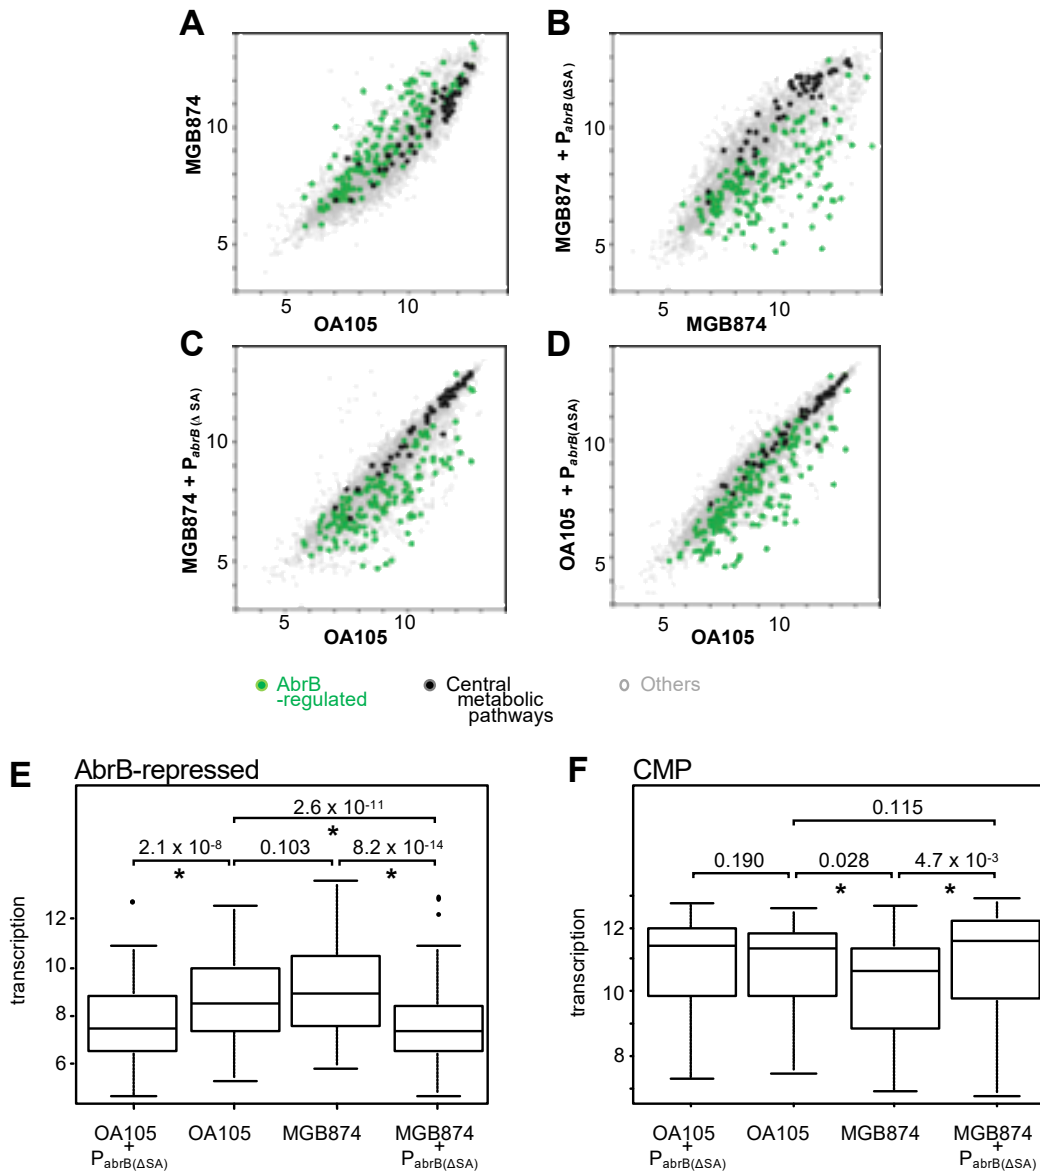 A
MGB874
10
5
5
10
OA105
B
MGB874 + PabrB(ΔSA)
10
5
5
10
MGB874
C
MGB874 + PabrB(Δ SA)
10
5
5
10
OA105
D
OA105 + PabrB(ΔSA)
10
5
5
10
OA105
AbrB
-regulated
Central
metabolic
pathways
Others
E
AbrB-repressed
2.6 x 10-11
*
2.1 x 10-8
0.103
8.2 x 10-14
*
*
transcription
12
10
8
6
OA105
+
PabrB(ΔSA)
OA105
MGB874
MGB874
+
PabrB(ΔSA)
F
CMP
0.115
0.190
0.028
4.7 x 10-3
*
*
transcription
12
10
8
OA105
+
PabrB(ΔSA)
OA105
MGB874
MGB874
+
PabrB(ΔSA)